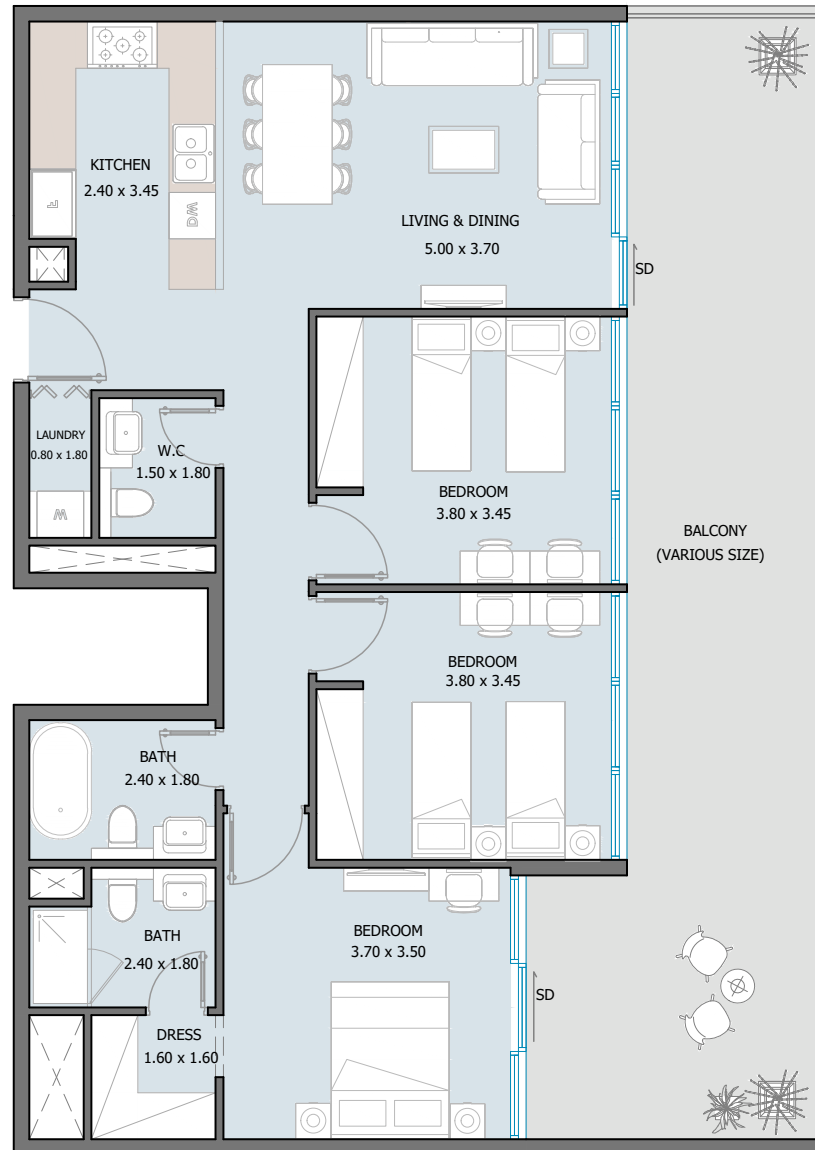 KITCHEN
2.40 x 3.45
F
DW
LIVING & DINING
5.00 x 3.70
SD
LAUNDRY
0.80 x 1.80
W
W.C
1.50 x 1.80
BEDROOM
3.80 x 3.45
BALCONY
(VARIOUS SIZE)
BEDROOM
3.80 x 3.45
BATH
2.40 x 1.80
BATH
2.40 x 1.80
BEDROOM
3.70 x 3.50
SD
DRESS
1.60 x 1.60